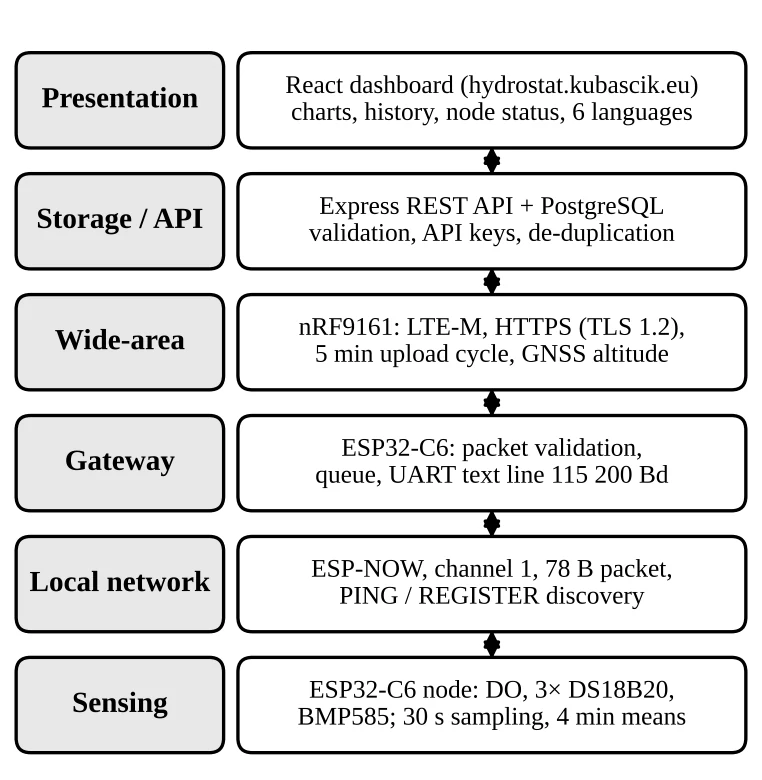 Presentation
React dashboard (hydrostat.kubascik.eu)
charts, history, node status, 6 languages
Storage / API
Express REST API + PostgreSQL
validation, API keys, de-duplication
Wide-area
nRF9161: LTE-M, HTTPS (TLS 1.2),
5 min upload cycle, GNSS altitude
Gateway
ESP32-C6: packet validation,
queue, UART text line 115 200 Bd
Local network
ESP-NOW, channel 1, 78 B packet,
PING / REGISTER discovery
Sensing
ESP32-C6 node: DO, 3× DS18B20,
BMP585; 30 s sampling, 4 min means